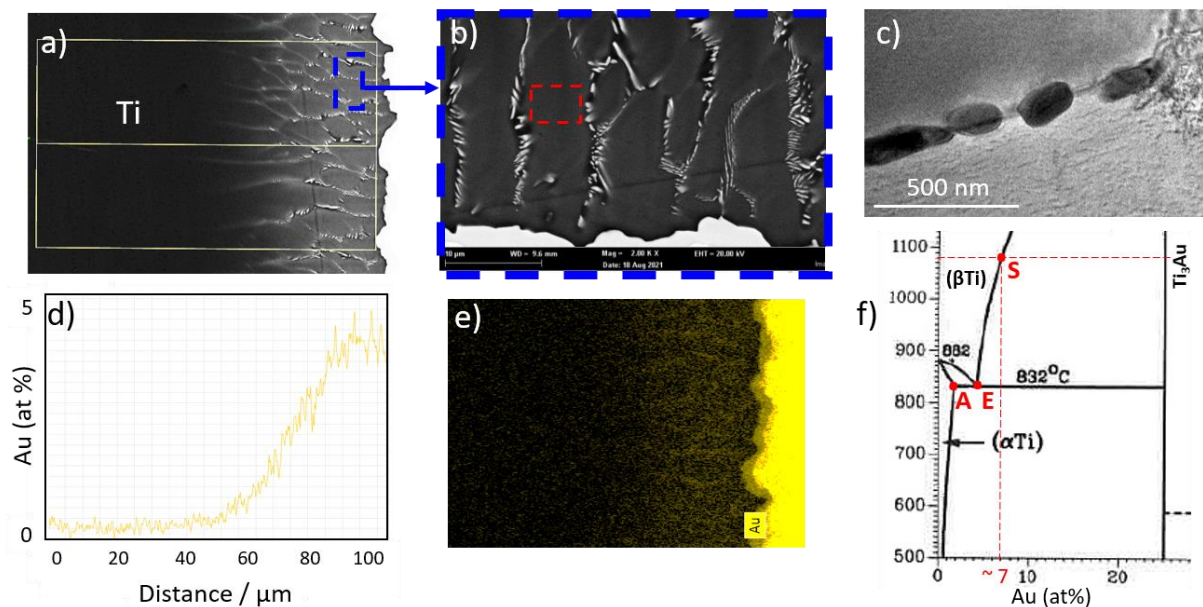 a)
Ti
b)
10 µm
WD = 9.6 mm
Mag = 2.00 K X
EHT = 20.00 kV
Date: 18 Aug 2021
c)
500 nm
d)
5
Au (at %)
0
0 20 40 60 80 100
Distance / µm
e)
Au
f)
1100
1000
900
800
700
600
500
(βTi)
S
882
832⁰C
A
E
(αTi)
Ti₃Au
0
~ 7
20
Au (at%)